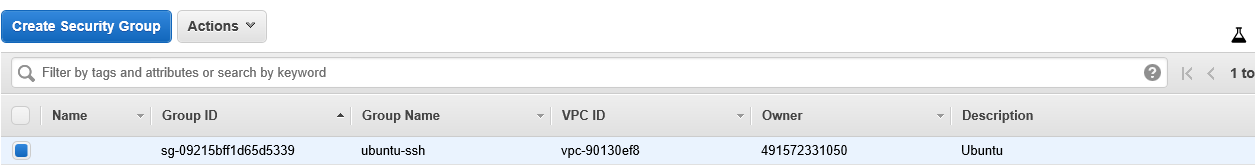 Create Security Group Actions
Filter by tags and attributes or search by keyword ? 1 to
Name Group ID Group Name VPC ID Owner Description
sg-09215bff1d65d5339 ubuntu-ssh vpc-90130ef8 491572331050 Ubuntu